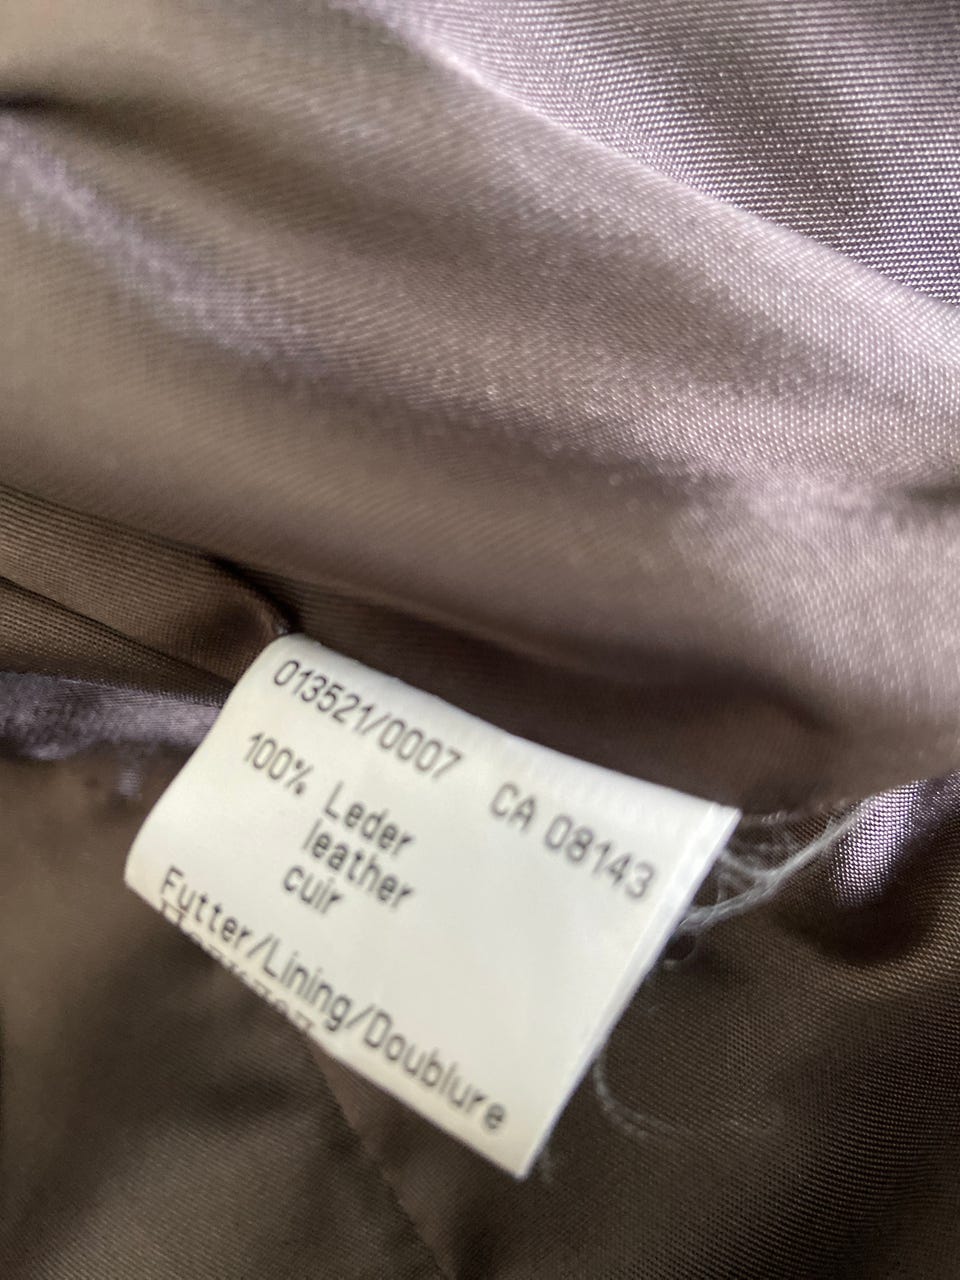 013521/0007 CA 08143
100% Leder
leather
cuir
Futter/Lining/Doublure